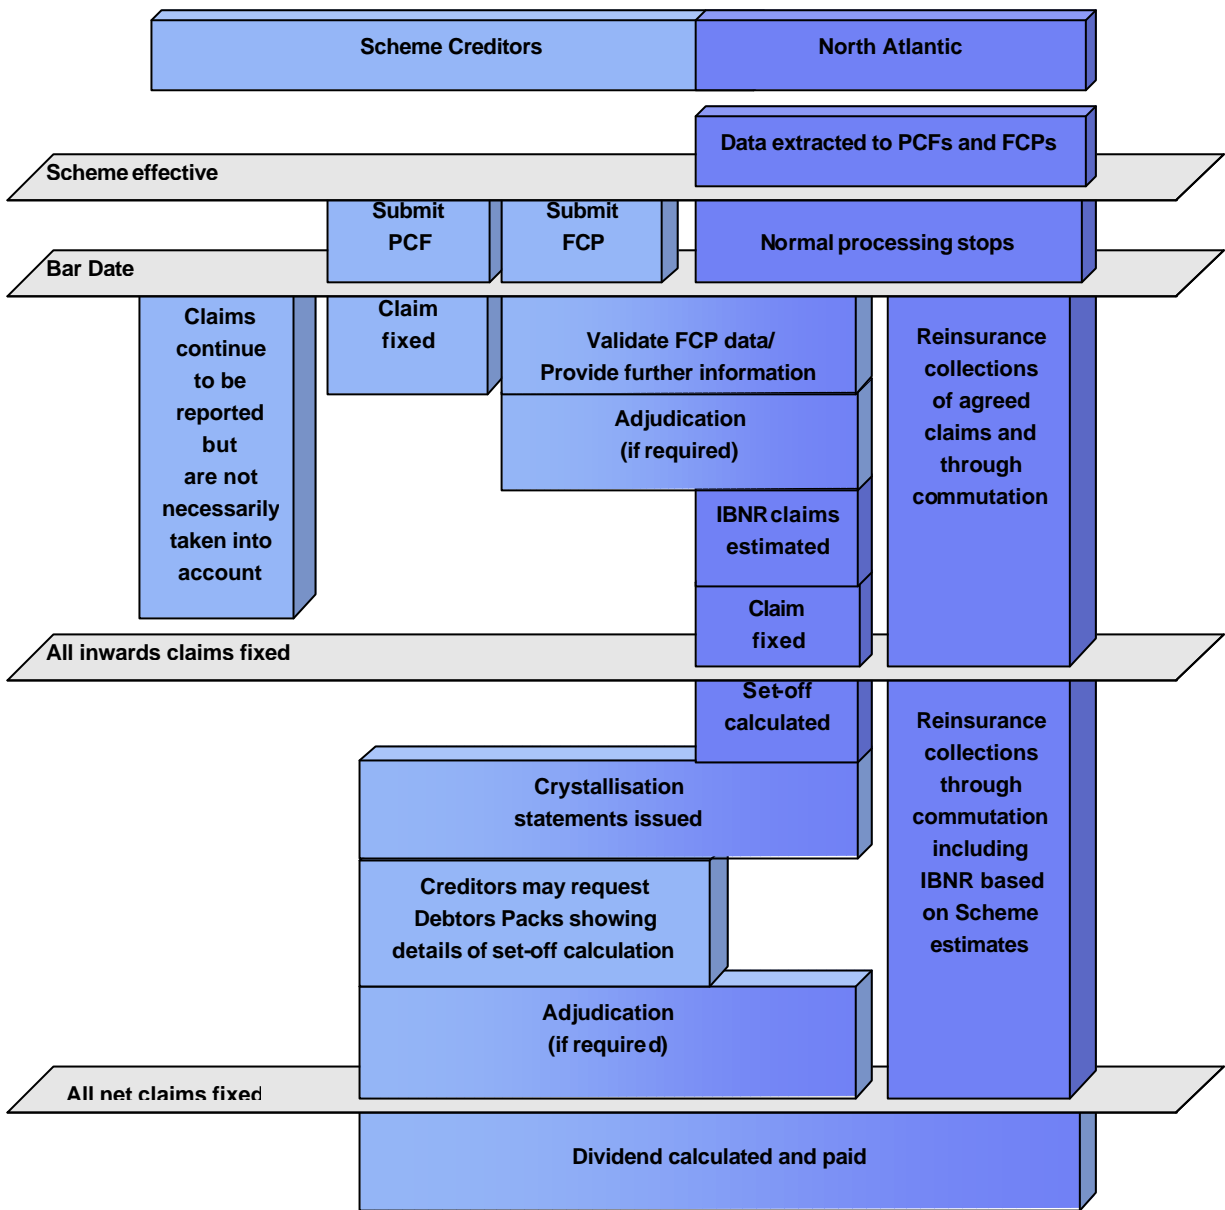 Scheme Creditors
North Atlantic
Data extracted to PCFs and FCPs
Scheme effective
Submit
PCF
Submit
FCP
Normal processing stops
Bar Date
Claims
continue
to be
reported
but
are not
necessarily
taken into
account
Claim
fixed
Validate FCP data/
Provide further information
Adjudication
(if required)
IBNR claims
estimated
Claim
fixed
Reinsurance
collections
of agreed
claims and
through
commutation
All inwards claims fixed
Set-off
calculated
Crystallisation
statements issued
Creditors may request
Debtors Packs showing
details of set-off calculation
Adjudication
(if required)
Reinsurance
collections
through
commutation
including
IBNR based
on Scheme
estimates
All net claims fixed
Dividend calculated and paid